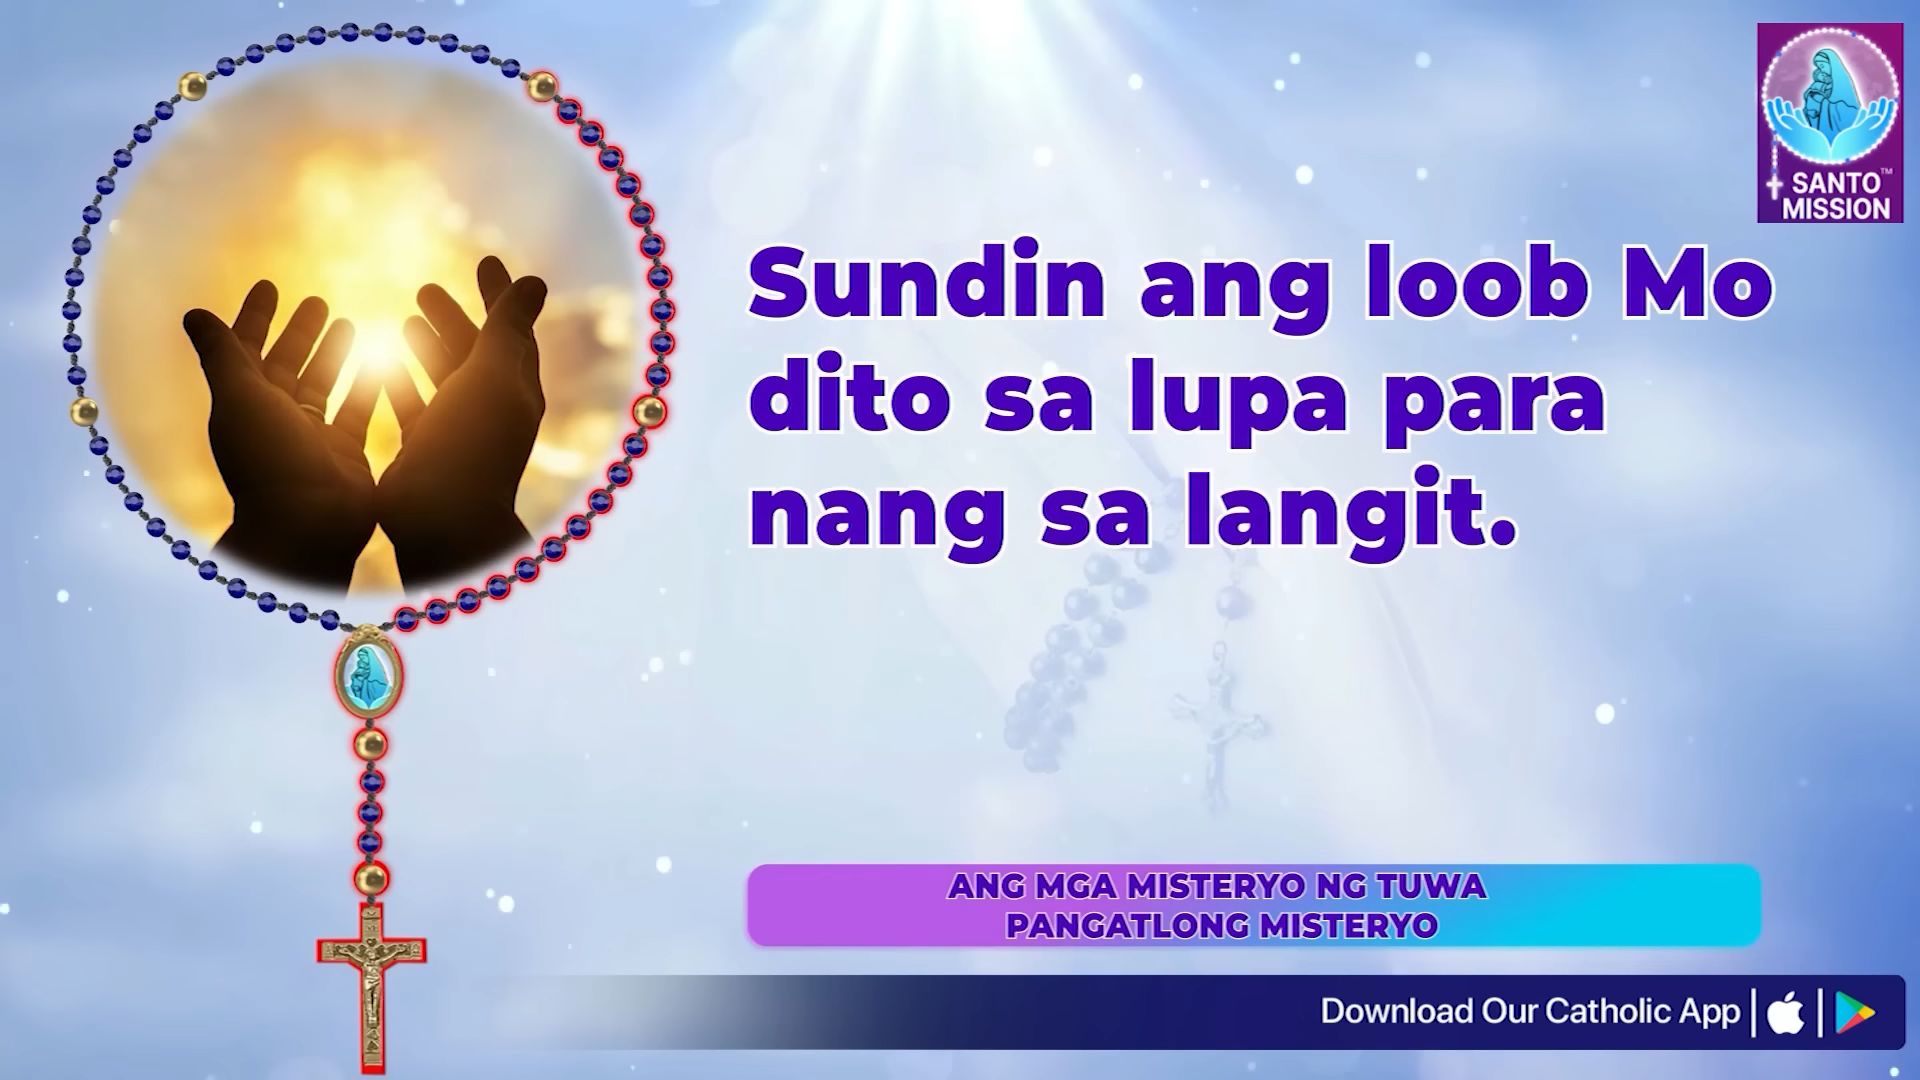 SANTO™
MISSION
Sundin ang loob Mo
dito sa lupa para
nang sa langit.
ANG MGA MISTERYO NG TUWA
PANGATLONG MISTERYO
Download Our Catholic App